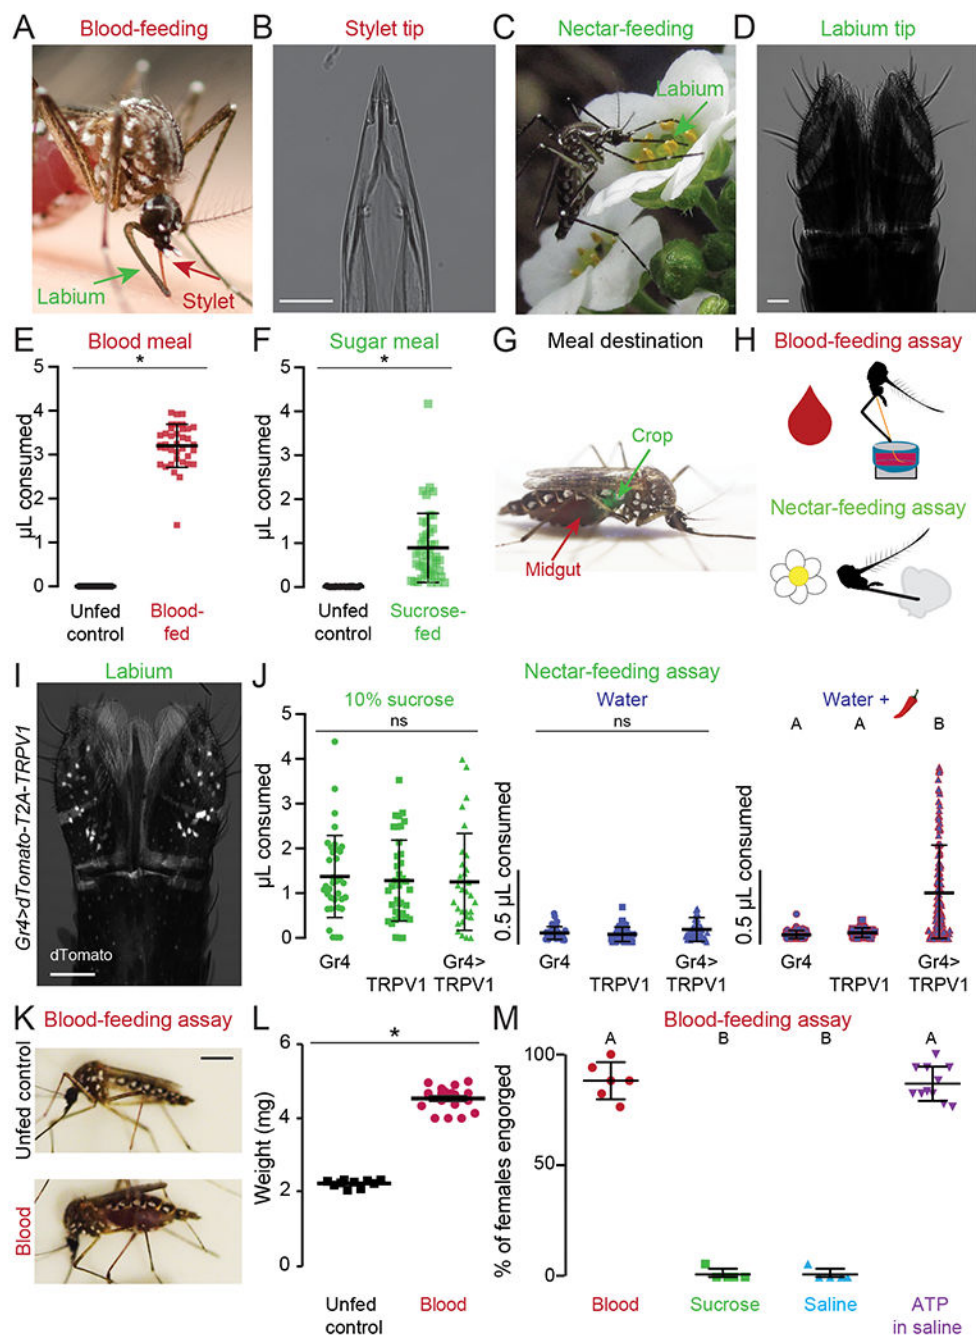 A Blood-feeding
Labium
Stylet
B Stylet tip
C Nectar-feeding
Labium
D Labium tip
E Blood meal
*
5
4
3
2
1
0
µL consumed
Unfed control
Blood-fed
F Sugar meal
*
5
4
3
2
1
0
µL consumed
Unfed control
Sucrose-fed
G Meal destination
Crop
Midgut
H Blood-feeding assay
Nectar-feeding assay
I Labium
Gr4>dTomato-T2A-TRPV1
dTomato
J Nectar-feeding assay
10% sucrose
ns
5
4
3
2
1
0
µL consumed
Gr4
TRPV1
Gr4>
TRPV1
Water
ns
0.5 µL consumed
Gr4
TRPV1
Gr4>
TRPV1
Water +
A A B
0.5 µL consumed
Gr4
TRPV1
Gr4>
TRPV1
K Blood-feeding assay
Unfed control
Blood
L
*
6
4
2
0
Weight (mg)
Unfed control
Blood
M Blood-feeding assay
A B B A
100
50
0
% of females engorged
Blood
Sucrose
Saline
ATP
in saline